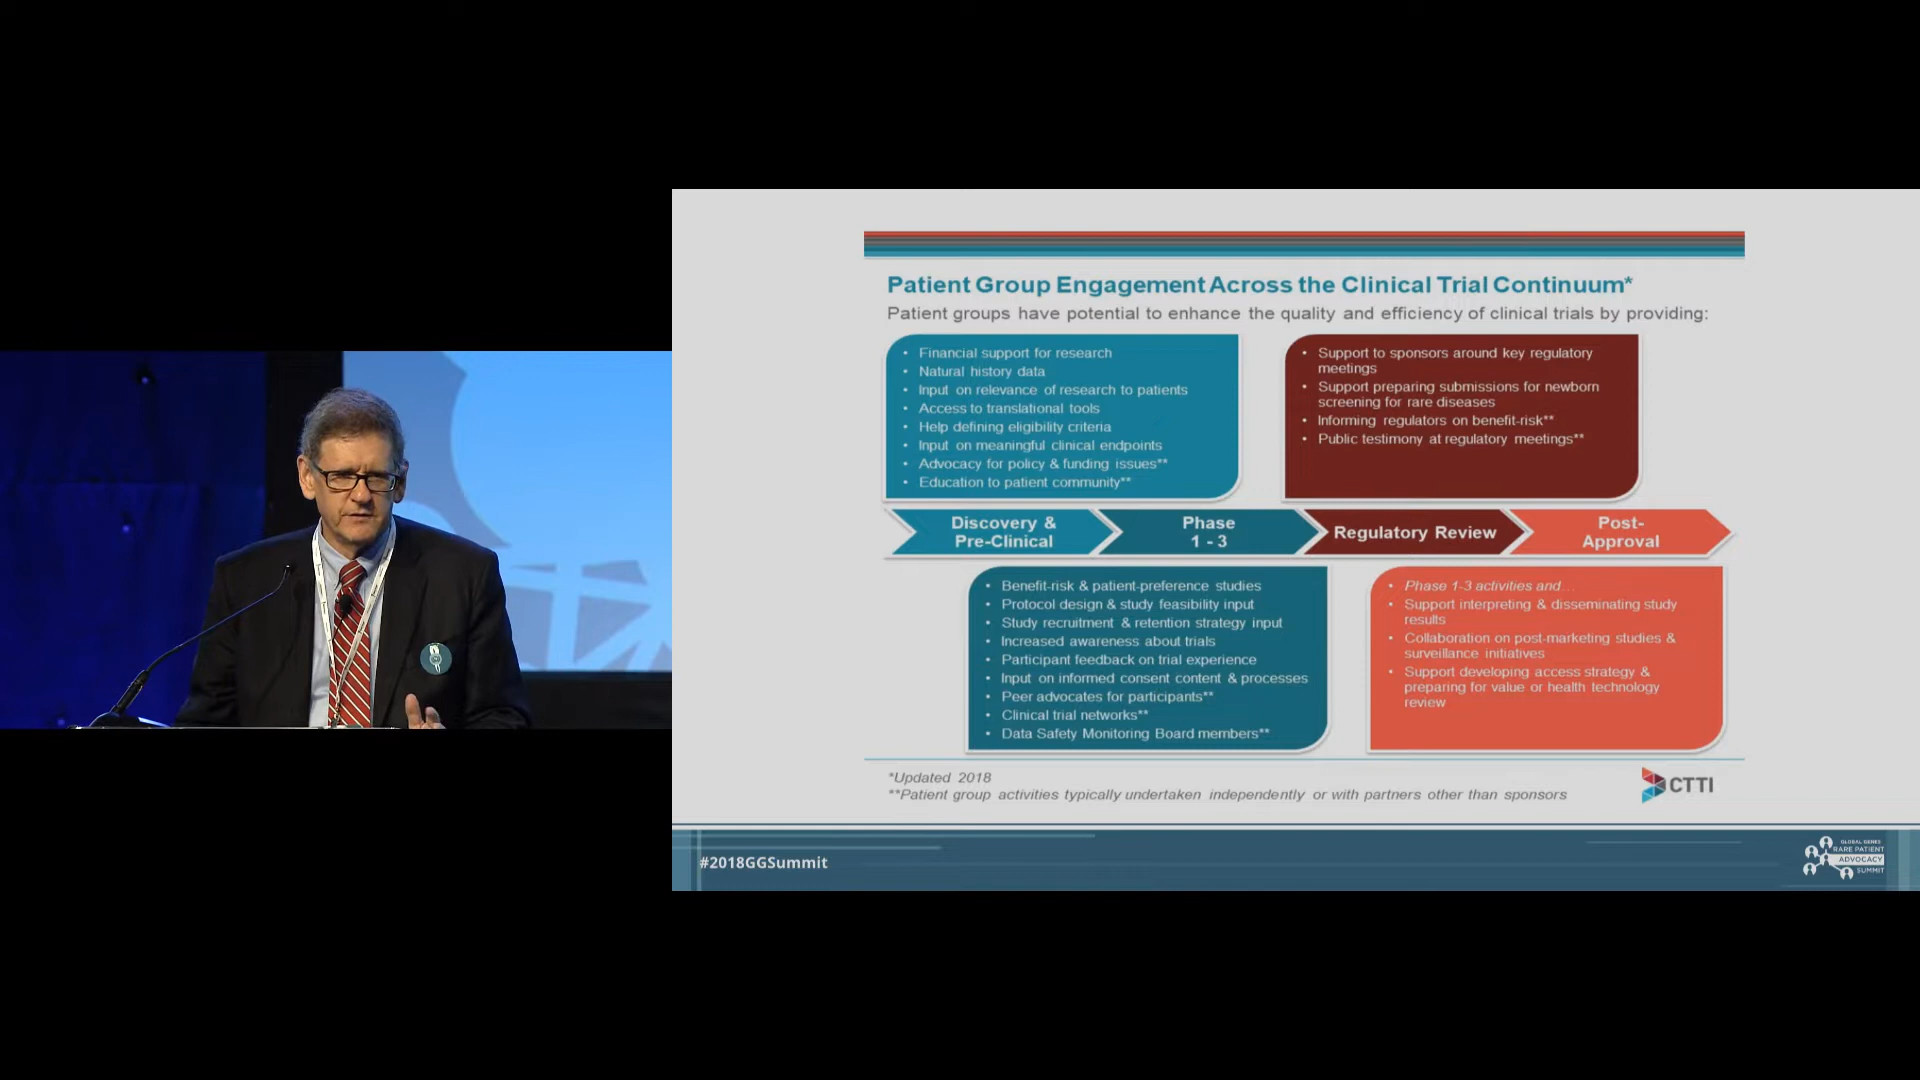 Patient Group Engagement Across the Clinical Trial Continuum*
Patient groups have potential to enhance the quality and efficiency of clinical trials by providing:
• Financial support for research
• Natural history data
• Input on relevance of research to patients
• Access to translational tools
• Help defining eligibility criteria
• Input on meaningful clinical endpoints
• Advocacy for policy & funding issues**
• Education to patient community**
• Support to sponsors around key regulatory
meetings
• Support preparing submissions for newborn
screening for rare diseases
• Informing regulators on benefit-risk**
• Public testimony at regulatory meetings**
Discovery &
Pre-Clinical
Phase
1 - 3
Regulatory Review
Post-
Approval
• Benefit-risk & patient-preference studies
• Protocol design & study feasibility input
• Study recruitment & retention strategy input
• Increased awareness about trials
• Participant feedback on trial experience
• Input on informed consent content & processes
• Peer advocates for participants**
• Clinical trial networks**
• Data Safety Monitoring Board members**
• Phase 1-3 activities and...
• Support interpreting & disseminating study
results
• Collaboration on post-marketing studies &
surveillance initiatives
• Support developing access strategy &
preparing for value or health technology
review
*Updated 2018
**Patient group activities typically undertaken independently or with partners other than sponsors
CTTI
#2018GGSummit
GLOBAL GENES
RARE PATIENT
ADVOCACY
SUMMIT